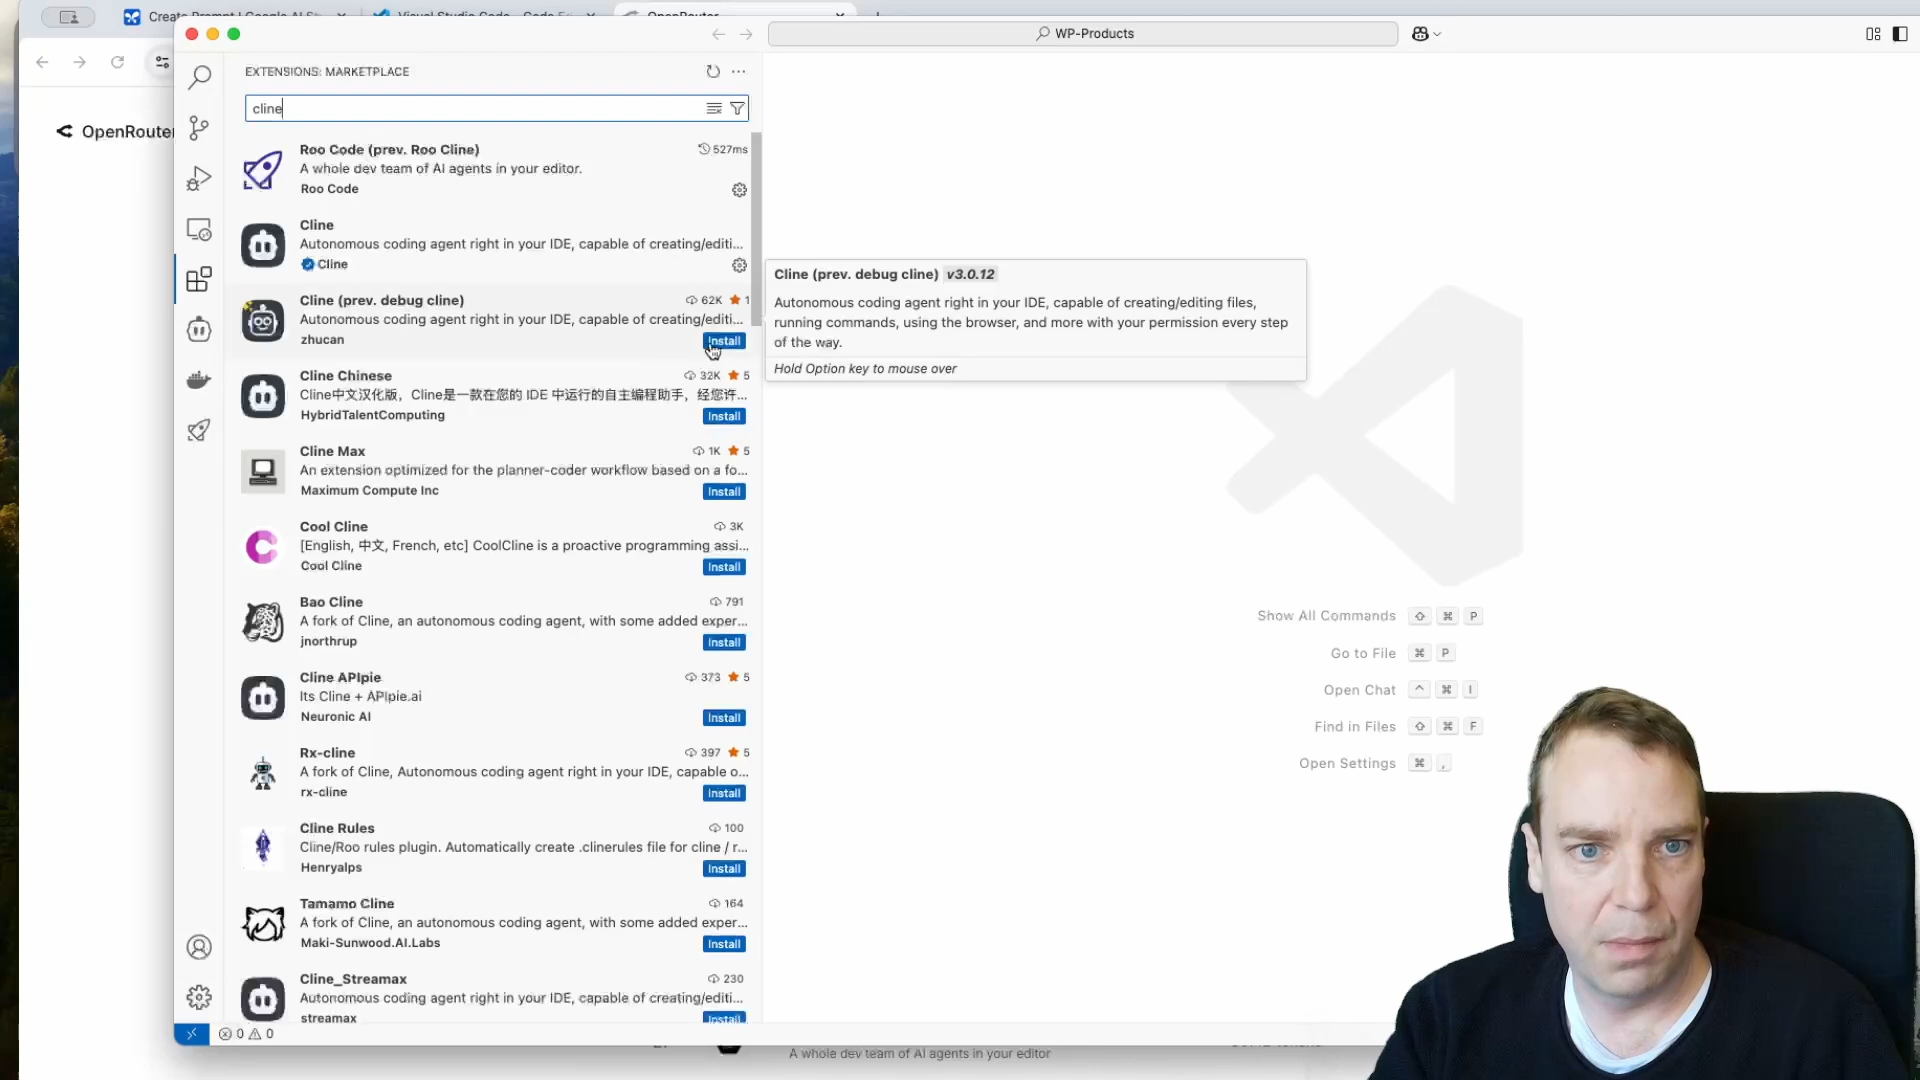 Create Prompt | Google AI St
Visual Studio Code - Code Ed
OpenRouter
WP-Products
OpenRouter
EXTENSIONS: MARKETPLACE
cline
Roo Code (prev. Roo Cline)
527ms
A whole dev team of AI agents in your editor.
Roo Code
Cline
Autonomous coding agent right in your IDE, capable of creating/editi...
Cline
Cline (prev. debug cline)
62K
1
Autonomous coding agent right in your IDE, capable of creating/editi...
zhucan
Install
Cline (prev. debug cline) v3.0.12
Autonomous coding agent right in your IDE, capable of creating/editing files,
running commands, using the browser, and more with your permission every step
of the way.
Hold Option key to mouse over
Cline Chinese
32K
5
Cline中文汉化版，Cline是一款在您的 IDE 中运行的自主编程助手，经您许...
HybridTalentComputing
Install
Cline Max
1K
5
An extension optimized for the planner-coder workflow based on a fo...
Maximum Compute Inc
Install
Cool Cline
3K
[English, 中文, French, etc] CoolCline is a proactive programming assi...
Cool Cline
Install
Bao Cline
791
A fork of Cline, an autonomous coding agent, with some added exper...
jnorthrup
Install
Cline APIpie
373
5
Its Cline + APIpie.ai
Neuronic AI
Install
Rx-cline
397
5
A fork of Cline, Autonomous coding agent right in your IDE, capable o...
rx-cline
Install
Cline Rules
100
Cline/Roo rules plugin. Automatically create .clinerules file for cline / r...
Henryalps
Install
Tamamo Cline
164
A fork of Cline, an autonomous coding agent, with some added exper...
Maki-Sunwood.AI.Labs
Install
Cline_Streamax
230
Autonomous coding agent right in your IDE, capable of creating/editi...
streamax
Install
Show All Commands ⇧ ⌘ P
Go to File ⌘ P
Open Chat ^ ⌘ I
Find in Files ⇧ ⌘ F
Open Settings ⌘ ,
0
0
A whole dev team of AI agents in your editor